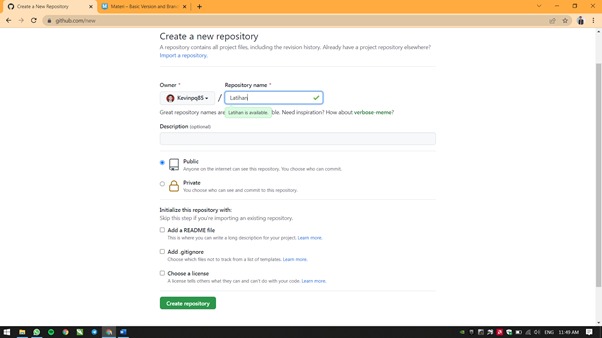 Create a New Repository
Materi – Basic Version and Bran
github.com/new
Create a new repository
A repository contains all project files, including the revision history. Already have a project repository elsewhere?
Import a repository.
Owner *
Repository name *
Kevinpq85
/
Latihan
Great repository names are
Latihan is available.
ble. Need inspiration? How about verbose-meme?
Description (optional)
Public
Anyone on the internet can see this repository. You choose who can commit.
Private
You choose who can see and commit to this repository.
Initialize this repository with:
Skip this step if you're importing an existing repository.
Add a README file
This is where you can write a long description for your project. Learn more.
Add .gitignore
Choose which files not to track from a list of templates. Learn more.
Choose a license
A license tells others what they can and can't do with your code. Learn more.
Create repository
ENG
11:49 AM